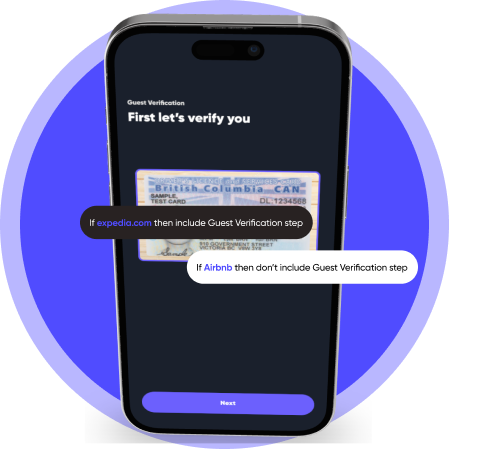 Guest Verification
First let's verify you
British Columbia CAN
SAMPLE,
TEST CARD
DL:1234568
If expedia.com then include Guest Verification step
910 GOVERNMENT STREET
VICTORIA BC V8W 3Y5
If Airbnb then don't include Guest Verification step
Next